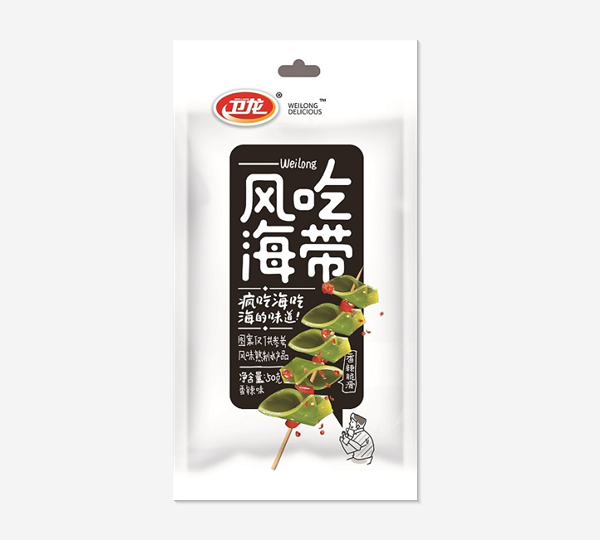 卫龙®
WEILONG™
DELICIOUS
WeiLong
风吃
海带
疯吃海吃
海的味道!
图案仅供参考
风味熟制水产品
净含量:50克
香辣味
香辣脆滑